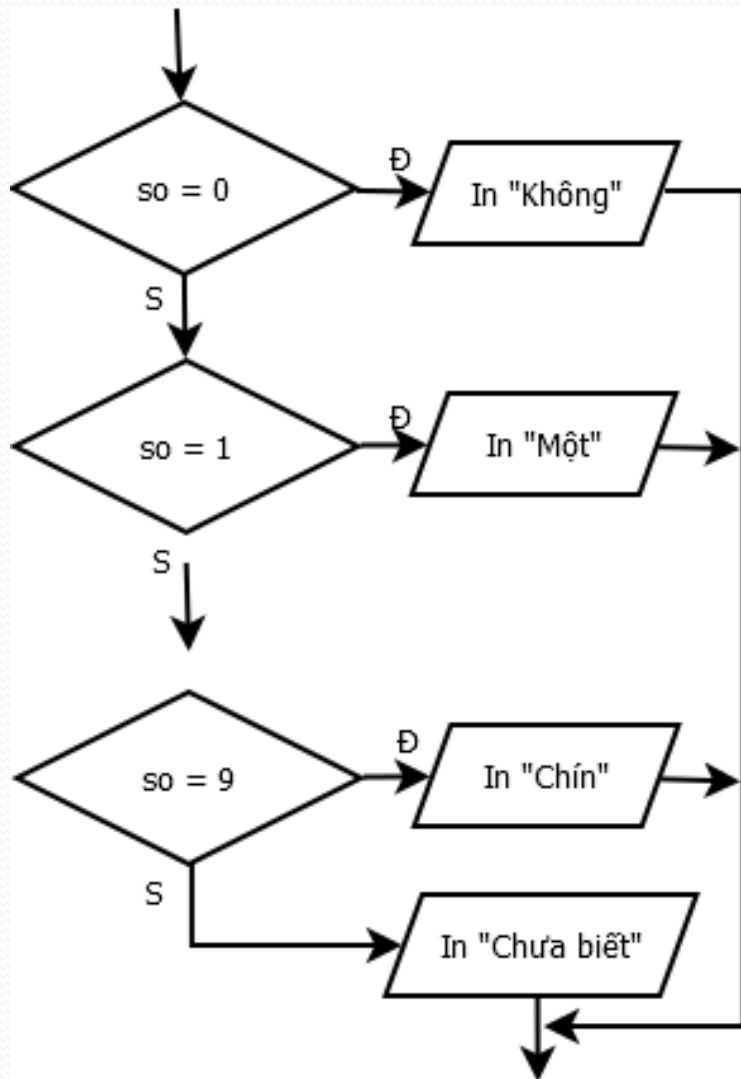 so = 0
Đ
In "Không"
S
so = 1
Đ
In "Một"
S
so = 9
Đ
In "Chín"
S
In "Chưa biết"